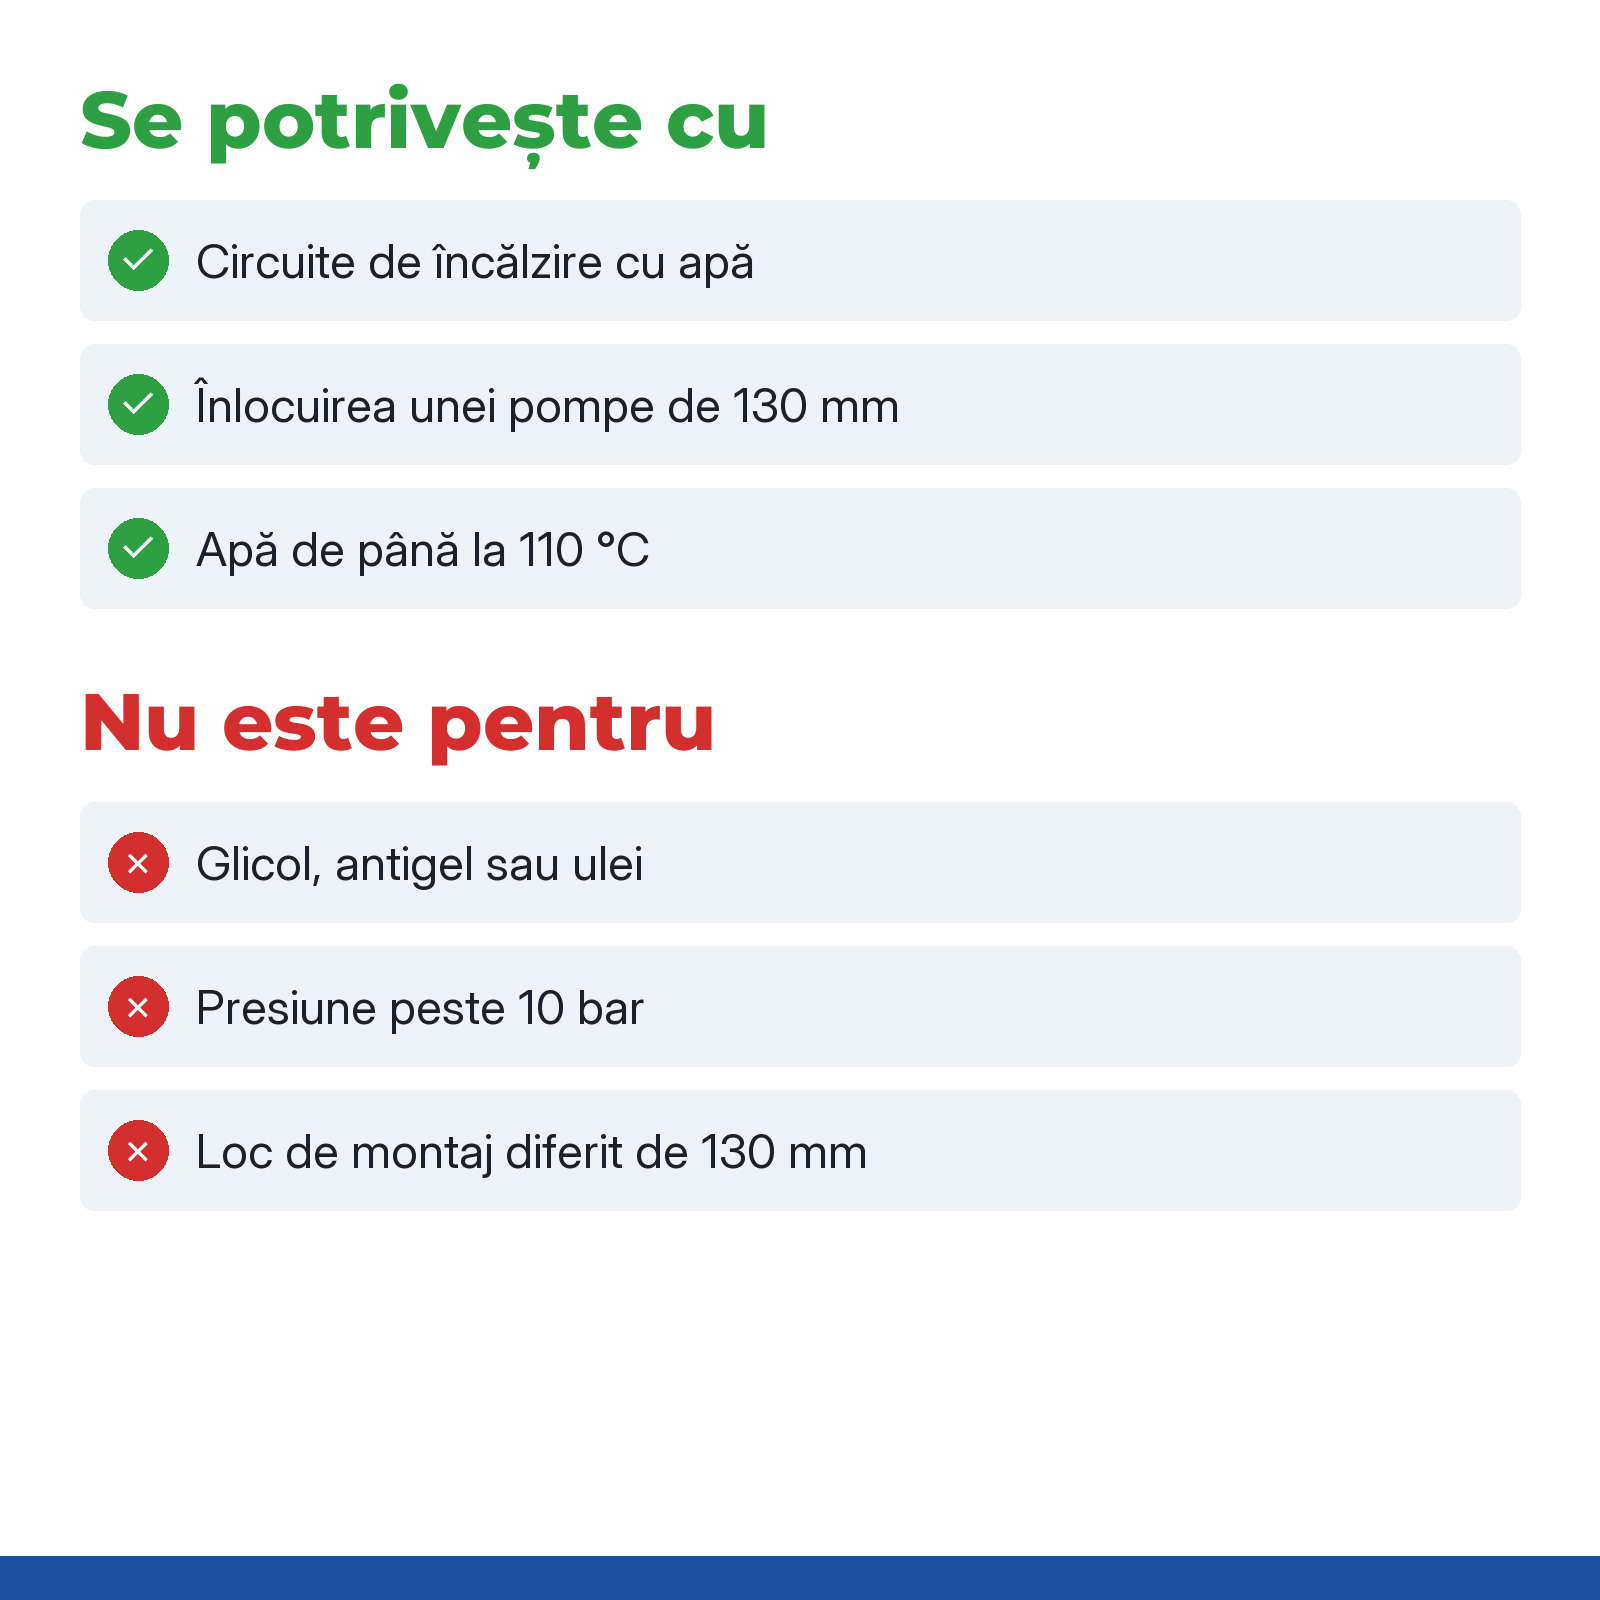 Se potrivește cu
Circuite de încălzire cu apă
Înlocuirea unei pompe de 130 mm
Apă de până la 110 °C
Nu este pentru
Glicol, antigel sau ulei
Presiune peste 10 bar
Loc de montaj diferit de 130 mm